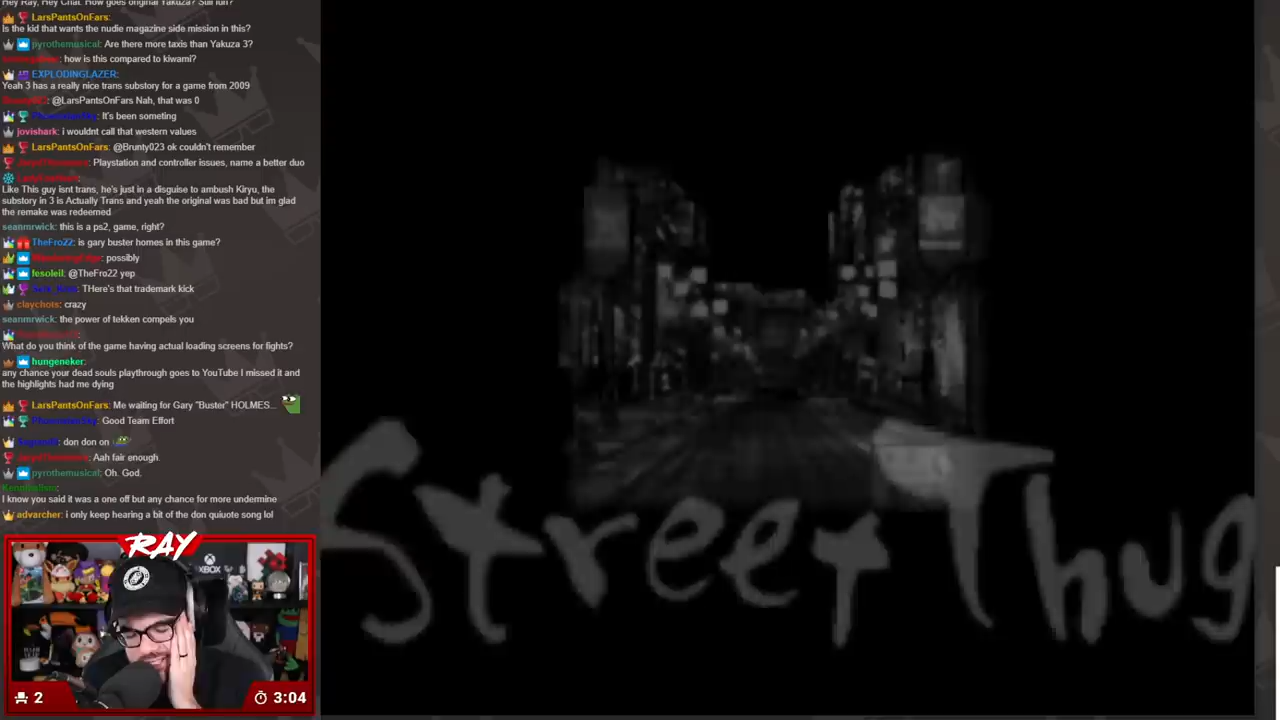 Hey Ray, Hey Chat. How goes original Yakuza? Still fun?
LarsPantsOnFars:
Is the kid that wants the nudie magazine side mission in this?
pyrothemusical: Are there more taxis than Yakuza 3?
how is this compared to kiwami?
EXPLODINGLAZER:
Yeah 3 has a really nice trans substory for a game from 2009
@LarsPantsOnFars Nah, that was 0
It's been someting
jovishark: i wouldnt call that western values
LarsPantsOnFars: @Brunty023 ok couldn't remember
Playstation and controller issues, name a better duo
Like This guy isnt trans, he's just in a disguise to ambush Kiryu, the
substory in 3 is Actually Trans and yeah the original was bad but im glad
the remake was redeemed
seanmrwick: this is a ps2, game, right?
TheFro22: is gary buster homes in this game?
possibly
fesoleil: @TheFro22 yep
THere's that trademark kick
claychots: crazy
seanmrwick: the power of tekken compels you
What do you think of the game having actual loading screens for fights?
hungeneker:
any chance your dead souls playthrough goes to YouTube I missed it and
the highlights had me dying
LarsPantsOnFars: Me waiting for Gary "Buster" HOLMES...
Good Team Effort
don don on
Aah fair enough.
pyrothemusical: Oh. God.
I know you said it was a one off but any chance for more undermine
advarcher: i only keep hearing a bit of the don quiuote song lol
RAY
XBOX
2
3:04
Street Thug